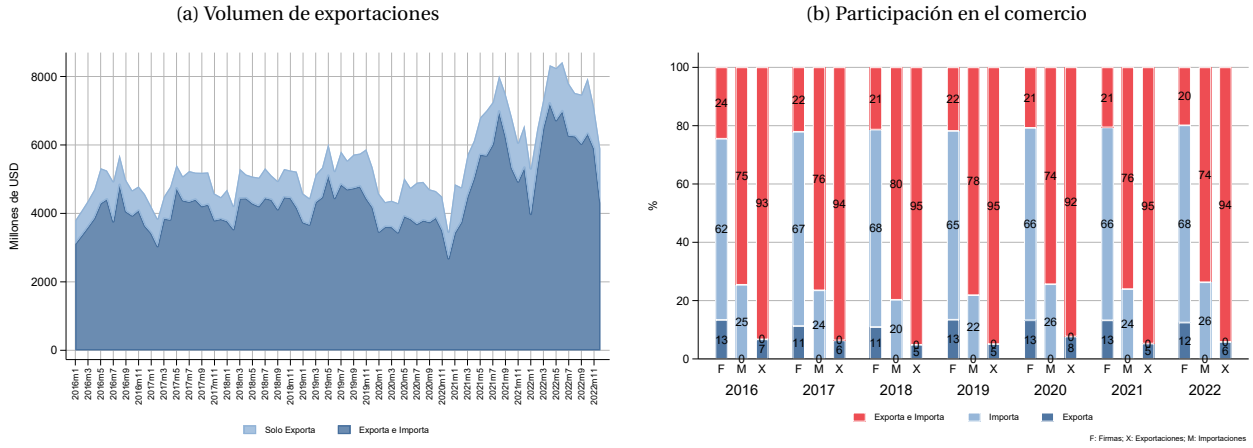 (a) Volumen de exportaciones
Millones de USD
8000
6000
4000
2000
0
2016m1
2016m3
2016m5
2016m7
2016m9
2016m11
2017m1
2017m3
2017m5
2017m7
2017m9
2017m11
2018m1
2018m3
2018m5
2018m7
2018m9
2018m11
2019m1
2019m3
2019m5
2019m7
2019m9
2019m11
2020m1
2020m3
2020m5
2020m7
2020m9
2020m11
2021m1
2021m3
2021m5
2021m7
2021m9
2021m11
2022m1
2022m3
2022m5
2022m7
2022m9
2022m11
Solo Exporta Exporta e Importa
(b) Participación en el comercio
%
100
80
60
40
20
0
24 75 93 22 76 94 21 80 95 22 78 95 21 74 92 21 76 95 20 74 94
62 25 0 67 24 0 68 20 0 65 22 0 66 26 0 66 24 0 68 26 0
13 0 7 11 0 6 11 0 5 13 0 5 13 0 8 13 0 5 12 0 6
F M X F M X F M X F M X F M X F M X F M X
2016 2017 2018 2019 2020 2021 2022
Exporta e Importa Importa Exporta
F: Firmas; X: Exportaciones; M: Importaciones